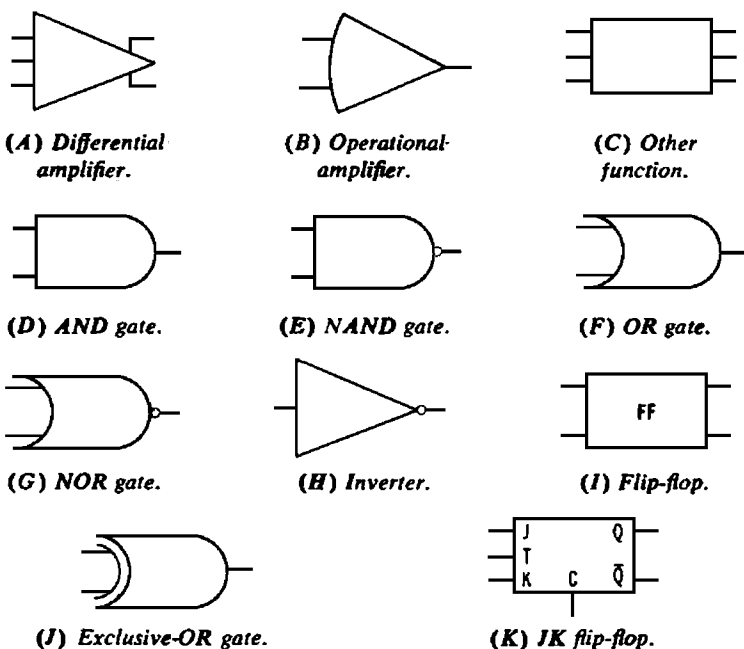 (A) Differential
amplifier.
(B) Operational-
amplifier.
(C) Other
function.
(D) AND gate.
(E) NAND gate.
(F) OR gate.
(G) NOR gate.
(H) Inverter.
FF
(I) Flip-flop.
(J) Exclusive-OR gate.
J Q
T
K C Q̅
(K) JK flip-flop.